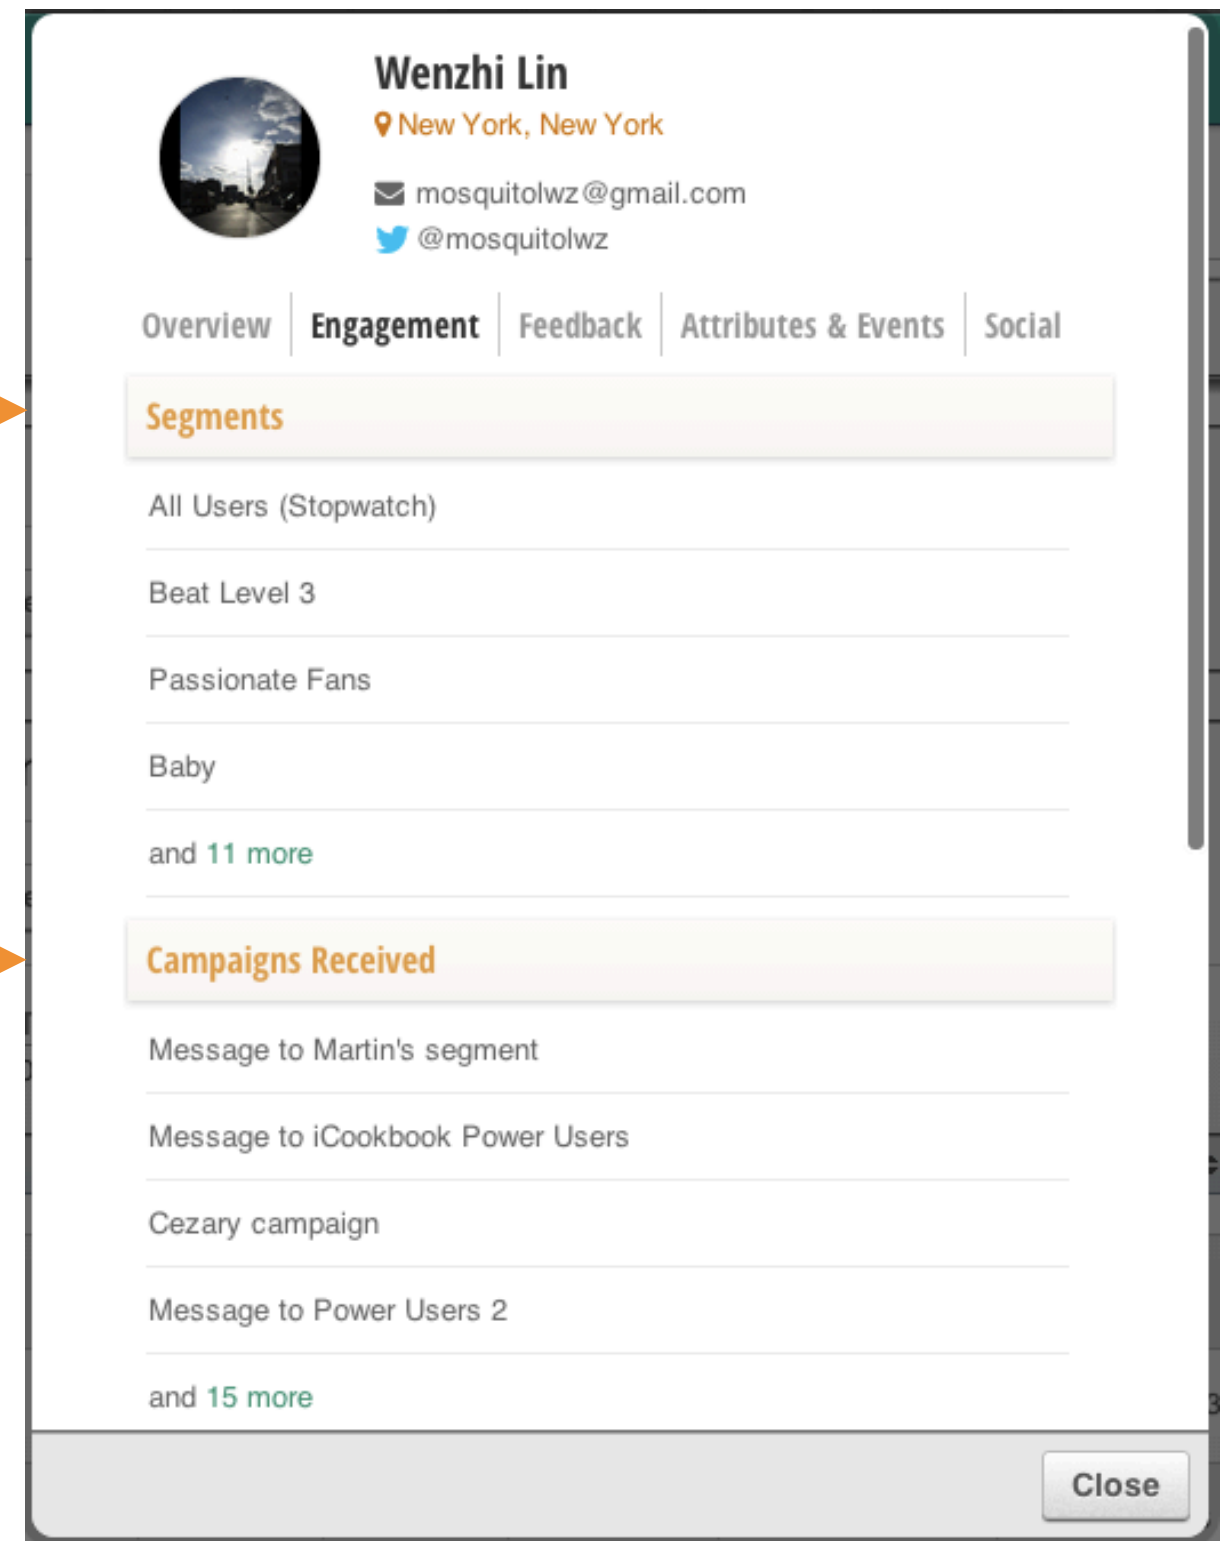 Wenzhi Lin
New York, New York
mosquitolwz@gmail.com
@mosquitolwz
Overview Engagement Feedback Attributes & Events Social
Segments
All Users (Stopwatch)
Beat Level 3
Passionate Fans
Baby
and 11 more
Campaigns Received
Message to Martin's segment
Message to iCookbook Power Users
Cezary campaign
Message to Power Users 2
and 15 more
Close